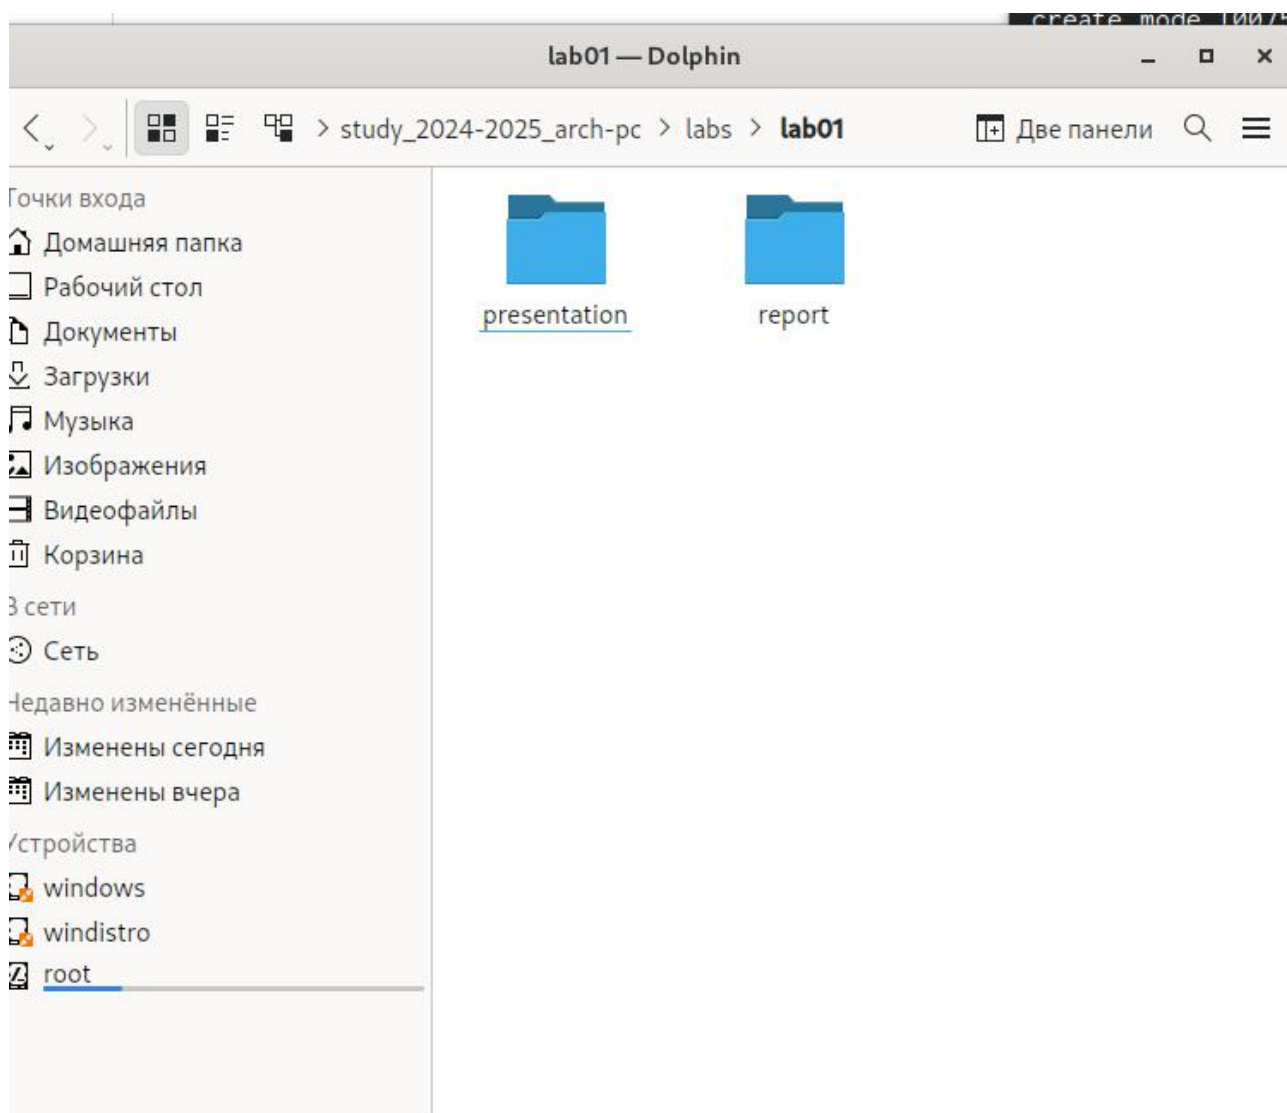 create mode 10075
lab01 — Dolphin
> study_2024-2025_arch-pc > labs > lab01
Две панели
Точки входа
Домашняя папка
Рабочий стол
Документы
Загрузки
Музыка
Изображения
Видеофайлы
Корзина
В сети
Сеть
Недавно изменённые
Изменены сегодня
Изменены вчера
Устройства
windows
windistro
root
presentation
report